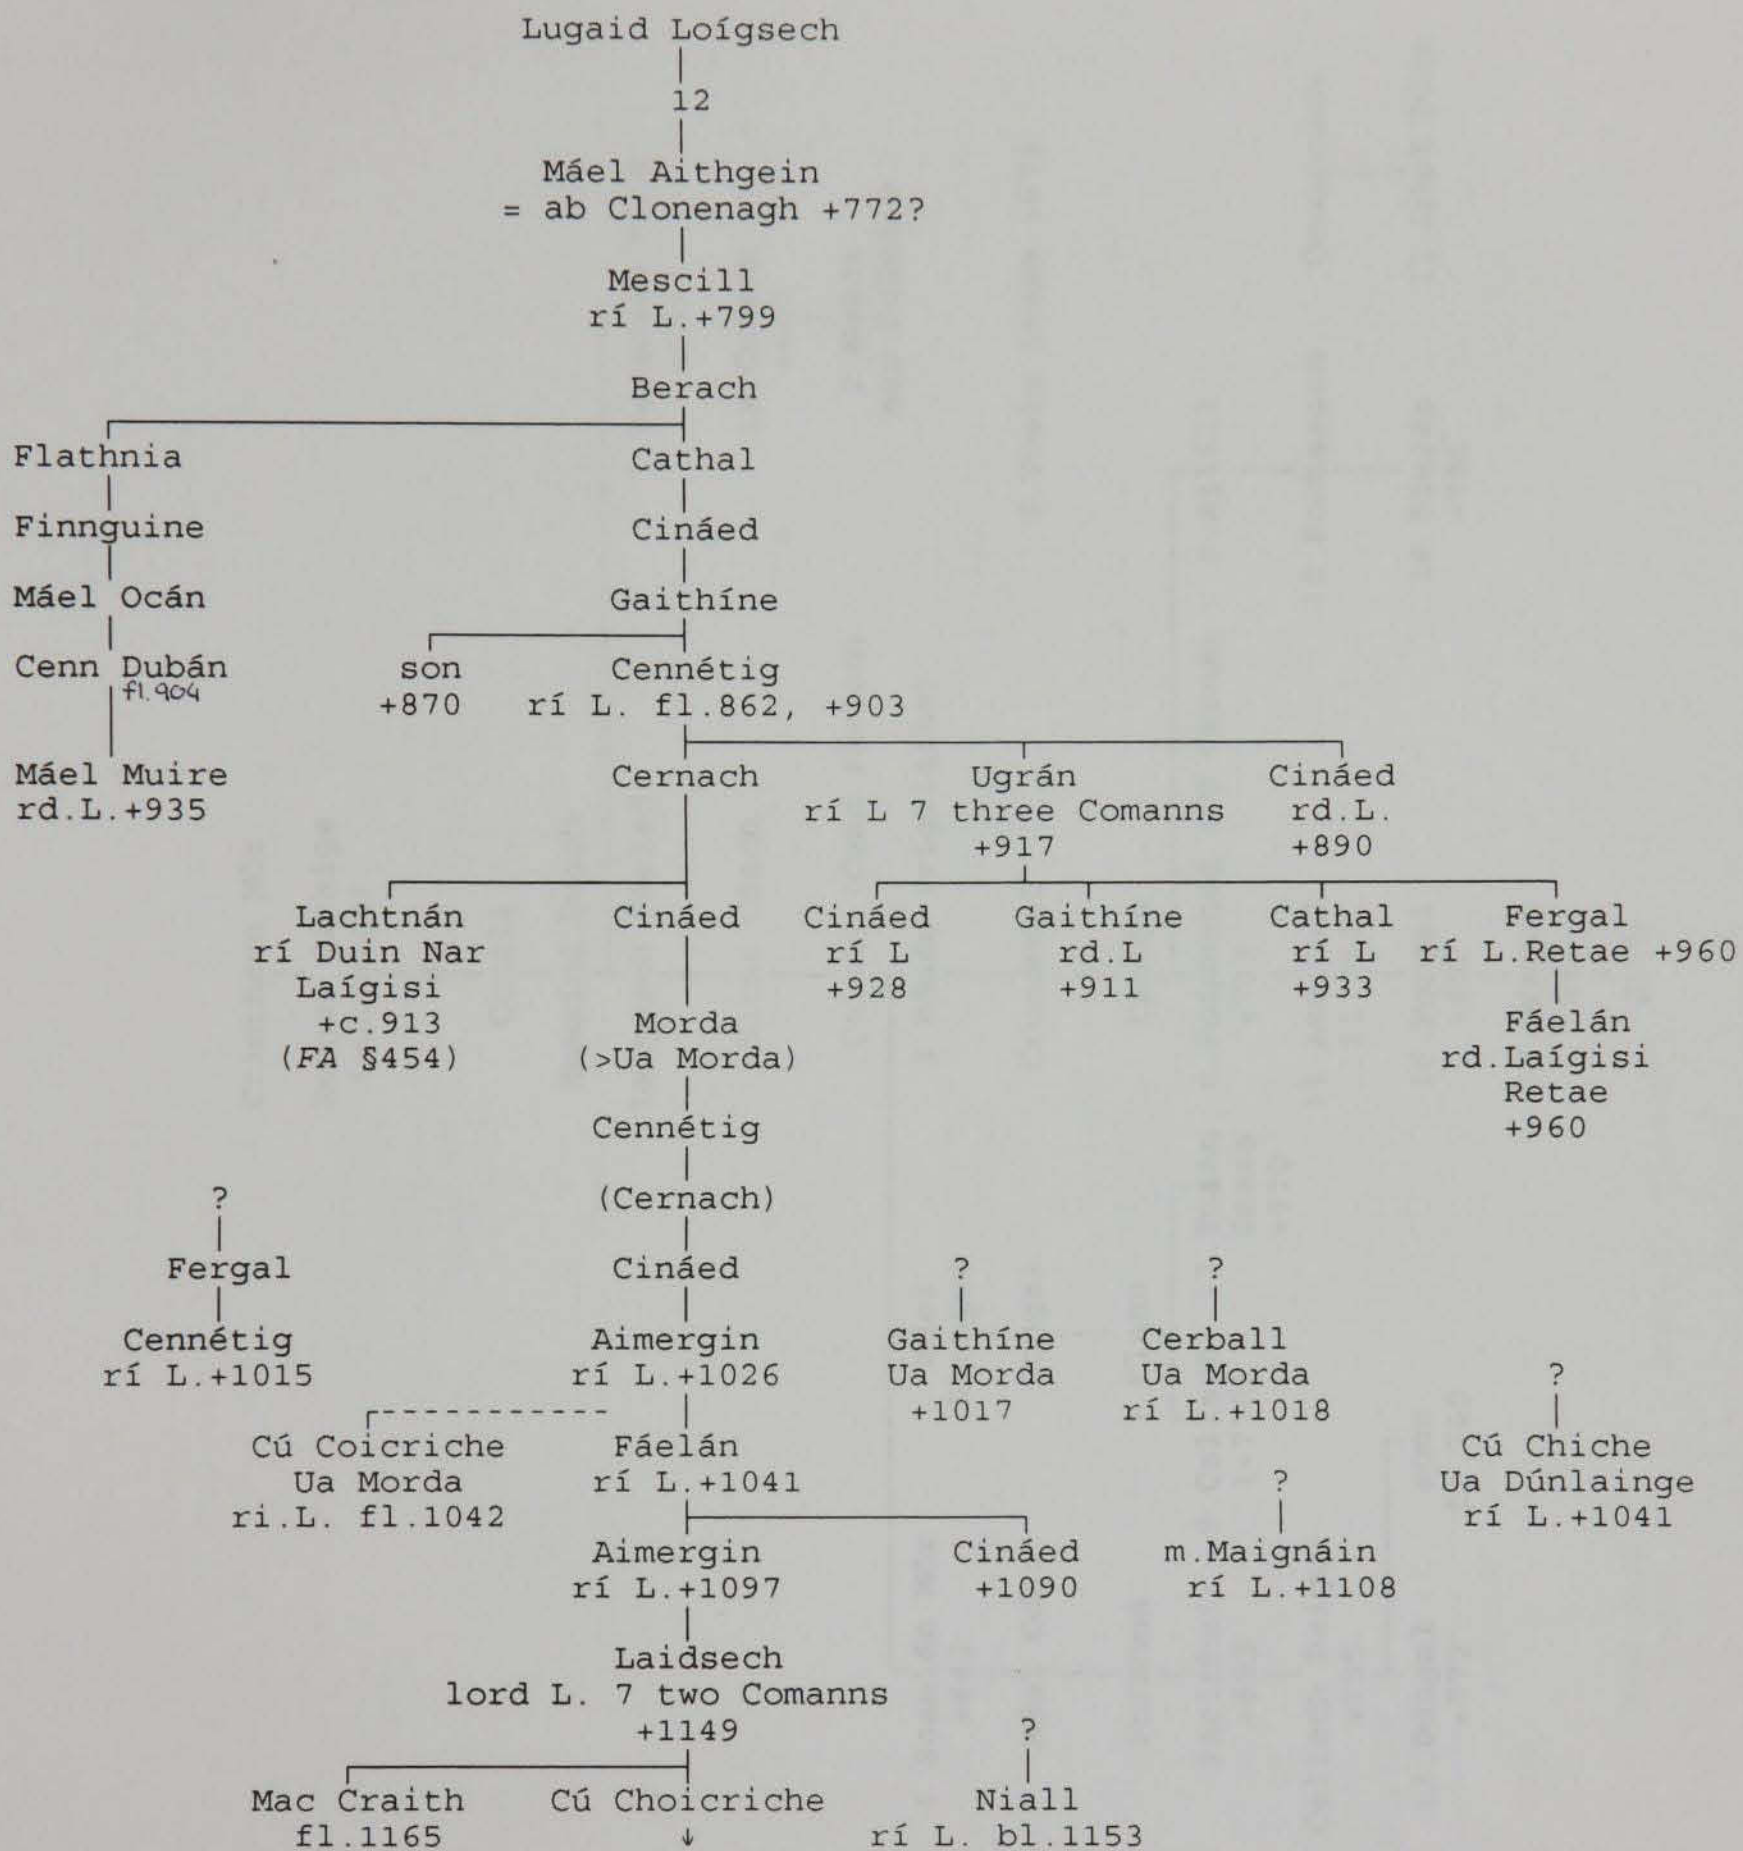 Lugaid Loígsech
12
Máel Aithgein
= ab Clonenagh +772?
Mescill
rí L.+799
Berach
Flathnia Cathal
Finnguine Cináed
Máel Ocán Gaithíne
Cenn Dubán son Cennétig
fl.904 +870 rí L. fl.862, +903
Máel Muire Cernach Ugrán Cináed
rd.L.+935 rí L 7 three Comanns rd.L.
+917 +890
Lachtnán Cináed Cináed Gaithíne Cathal Fergal
rí Duin Nar rí L rd.L rí L rí L.Retae +960
Laígisi +928 +911 +933
+c.913 Morda Fáelán
(FA §454) (>Ua Morda) rd.Laígisi
Retae
Cennétig +960
? (Cernach)
Fergal Cináed ? ?
Cennétig Aimergin Gaithíne Cerball
rí L.+1015 rí L.+1026 Ua Morda Ua Morda ?
+1017 rí L.+1018
Cú Coicriche Fáelán Cú Chiche
Ua Morda rí L.+1041 ? Ua Dúnlainge
ri.L. fl.1042 rí L.+1041
Aimergin Cináed m.Maignáin
rí L.+1097 +1090 rí L.+1108
Laidsech
lord L. 7 two Comanns
+1149 ?
Mac Craith Cú Choicriche Niall
fl.1165 ↓ rí L. bl.1153